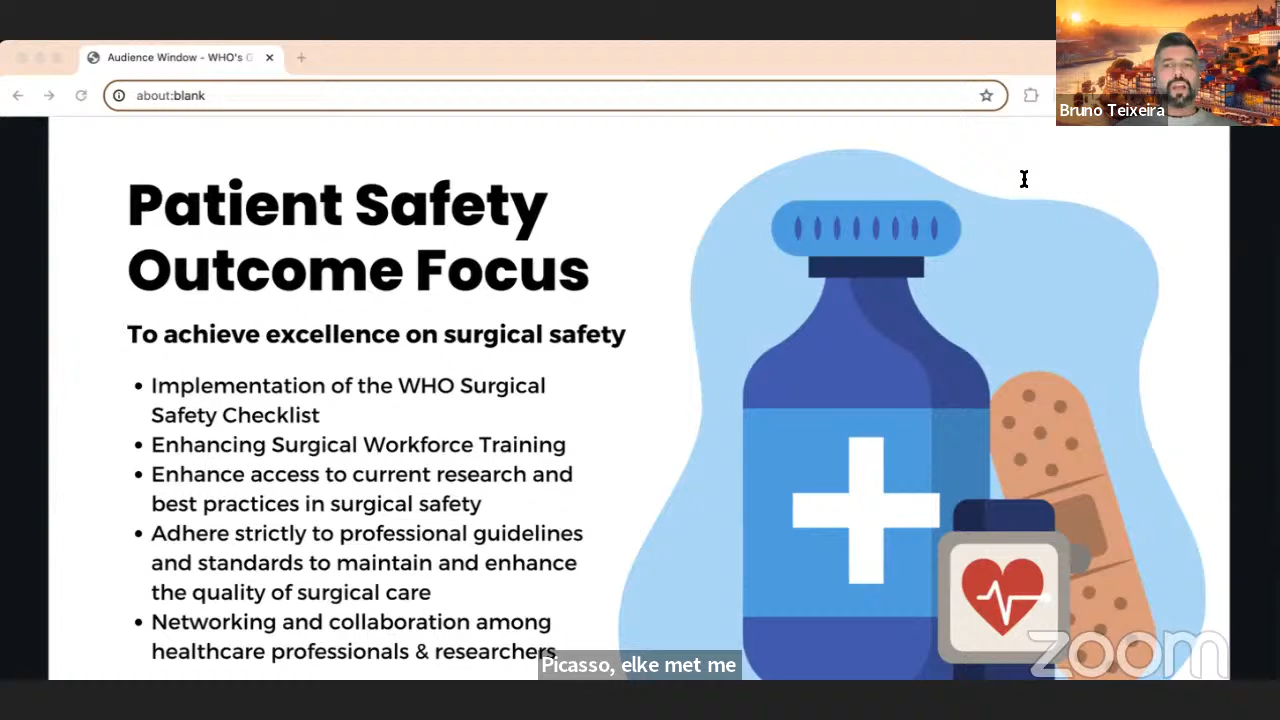 Audience Window - WHO's G
about:blank
Bruno Teixeira
Patient Safety
Outcome Focus
To achieve excellence on surgical safety
• Implementation of the WHO Surgical
Safety Checklist
• Enhancing Surgical Workforce Training
• Enhance access to current research and
best practices in surgical safety
• Adhere strictly to professional guidelines
and standards to maintain and enhance
the quality of surgical care
• Networking and collaboration among
healthcare professionals & researchers
Picasso, elke met me
zoom